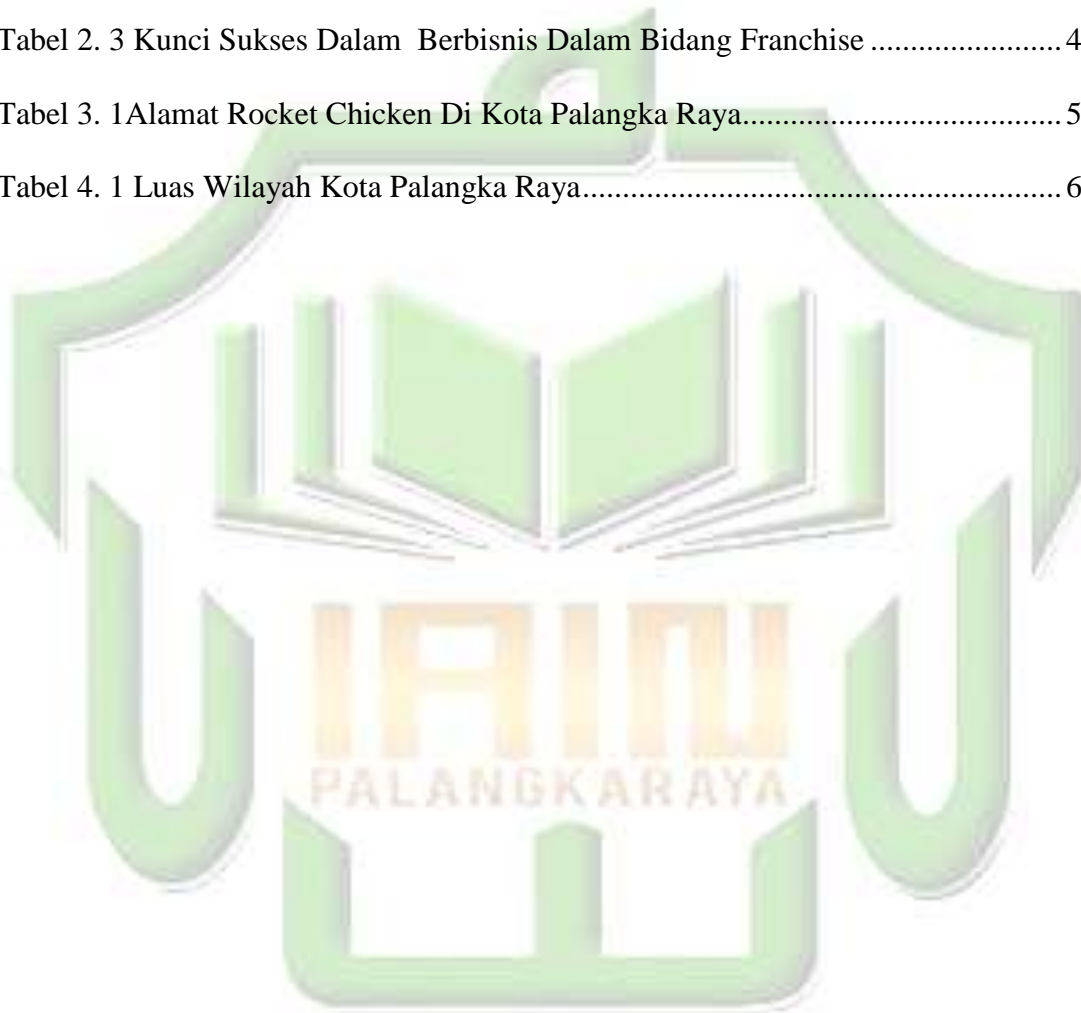 Tabel 2. 3 Kunci Sukses Dalam  Berbisnis Dalam Bidang Franchise ....................... 4
Tabel 3. 1Alamat Rocket Chicken Di Kota Palangka Raya..................................... 5
Tabel 4. 1 Luas Wilayah Kota Palangka Raya........................................................ 6
IAIN
PALANGKARAYA